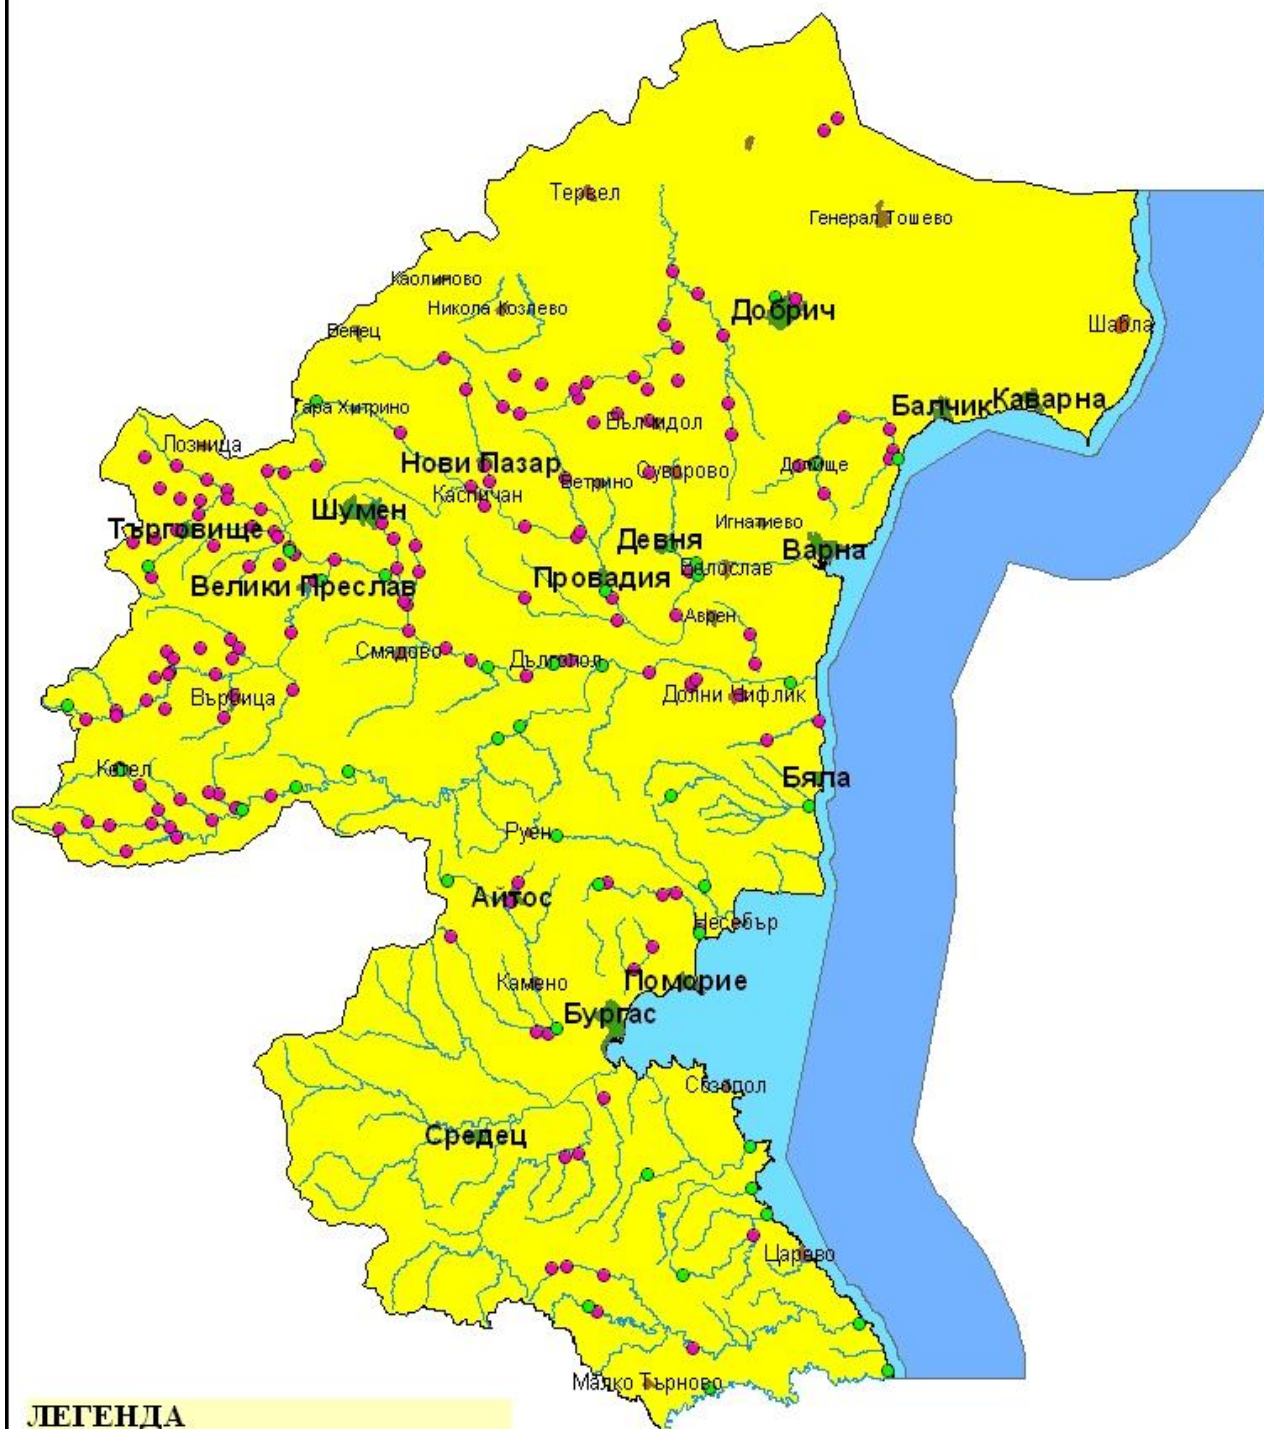 Тервел
Генерал Тошево
Каолиново
Никола Козлево
Добрич
Венец
Шабла
Балчик
Каварна
Гара Хитрино
Вълчидол
Лозница
Нови Пазар
Суворово
Долище
Ветрино
Каспичан
Шумен
Игнатиево
Търговище
Девня
Варна
Белослав
Провадия
Велики Преслав
Аврен
Смядово
Дългопол
Долни Чифлик
Върбица
Котел
Бяла
Руен
Айтос
Несебър
Поморие
Камено
Бургас
Созопол
Средец
Царево
Малко Търново
ЛЕГЕНДА